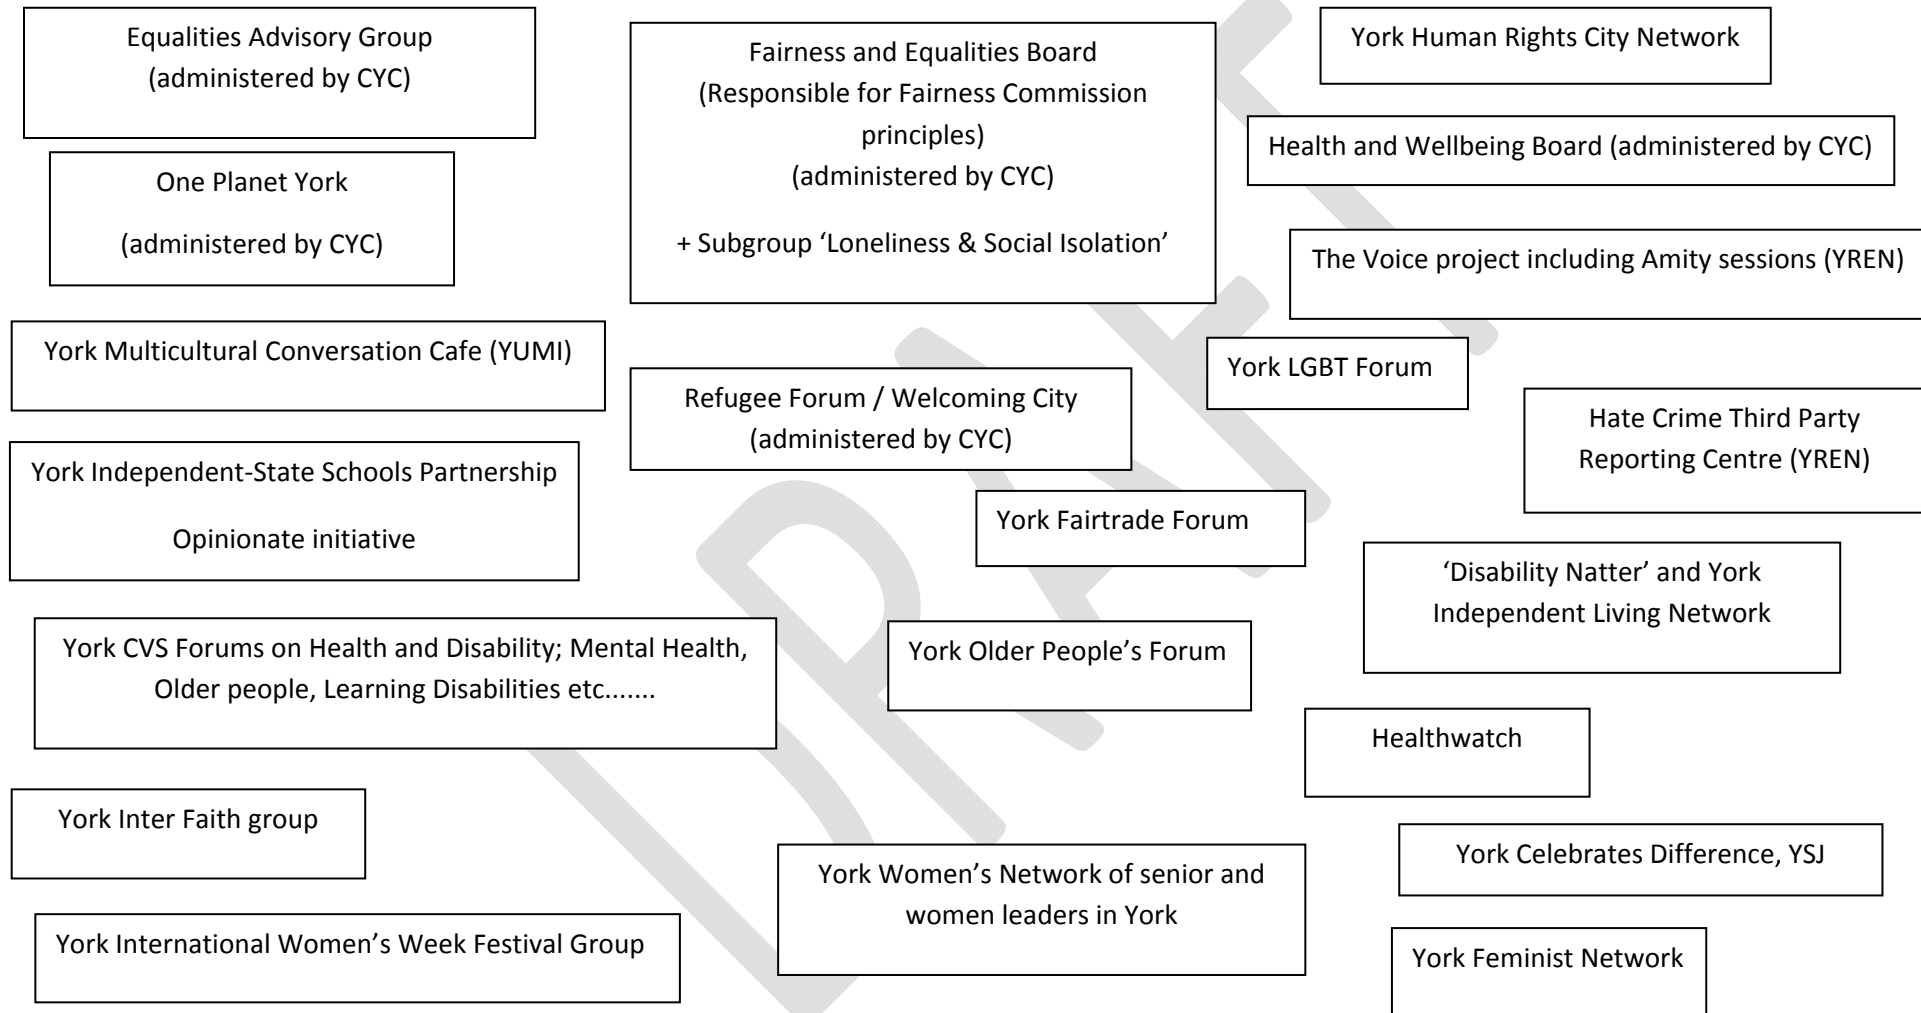 Equalities Advisory Group
(administered by CYC)
Fairness and Equalities Board
(Responsible for Fairness Commission
principles)
(administered by CYC)
+ Subgroup ‘Loneliness & Social Isolation’
York Human Rights City Network
Health and Wellbeing Board (administered by CYC)
One Planet York
(administered by CYC)
The Voice project including Amity sessions (YREN)
York Multicultural Conversation Cafe (YUMI)
York LGBT Forum
Refugee Forum / Welcoming City
(administered by CYC)
Hate Crime Third Party
Reporting Centre (YREN)
York Independent-State Schools Partnership
Opinionate initiative
York Fairtrade Forum
‘Disability Natter’ and York
Independent Living Network
York CVS Forums on Health and Disability; Mental Health,
Older people, Learning Disabilities etc.......
York Older People’s Forum
Healthwatch
York Inter Faith group
York Women’s Network of senior and
women leaders in York
York Celebrates Difference, YSJ
York International Women’s Week Festival Group
York Feminist Network
DRAFT